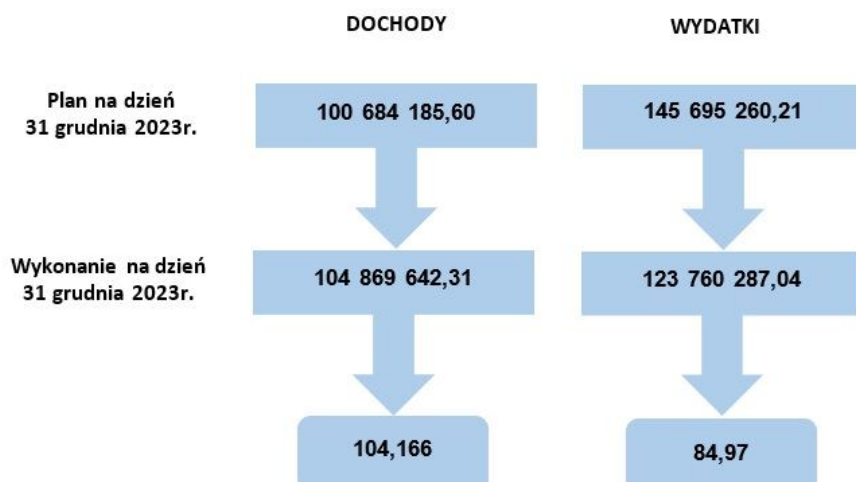 DOCHODY
WYDATKI
Plan na dzień
31 grudnia 2023r.
100 684 185,60
145 695 260,21
Wykonanie na dzień
31 grudnia 2023r.
104 869 642,31
123 760 287,04
104,166
84,97